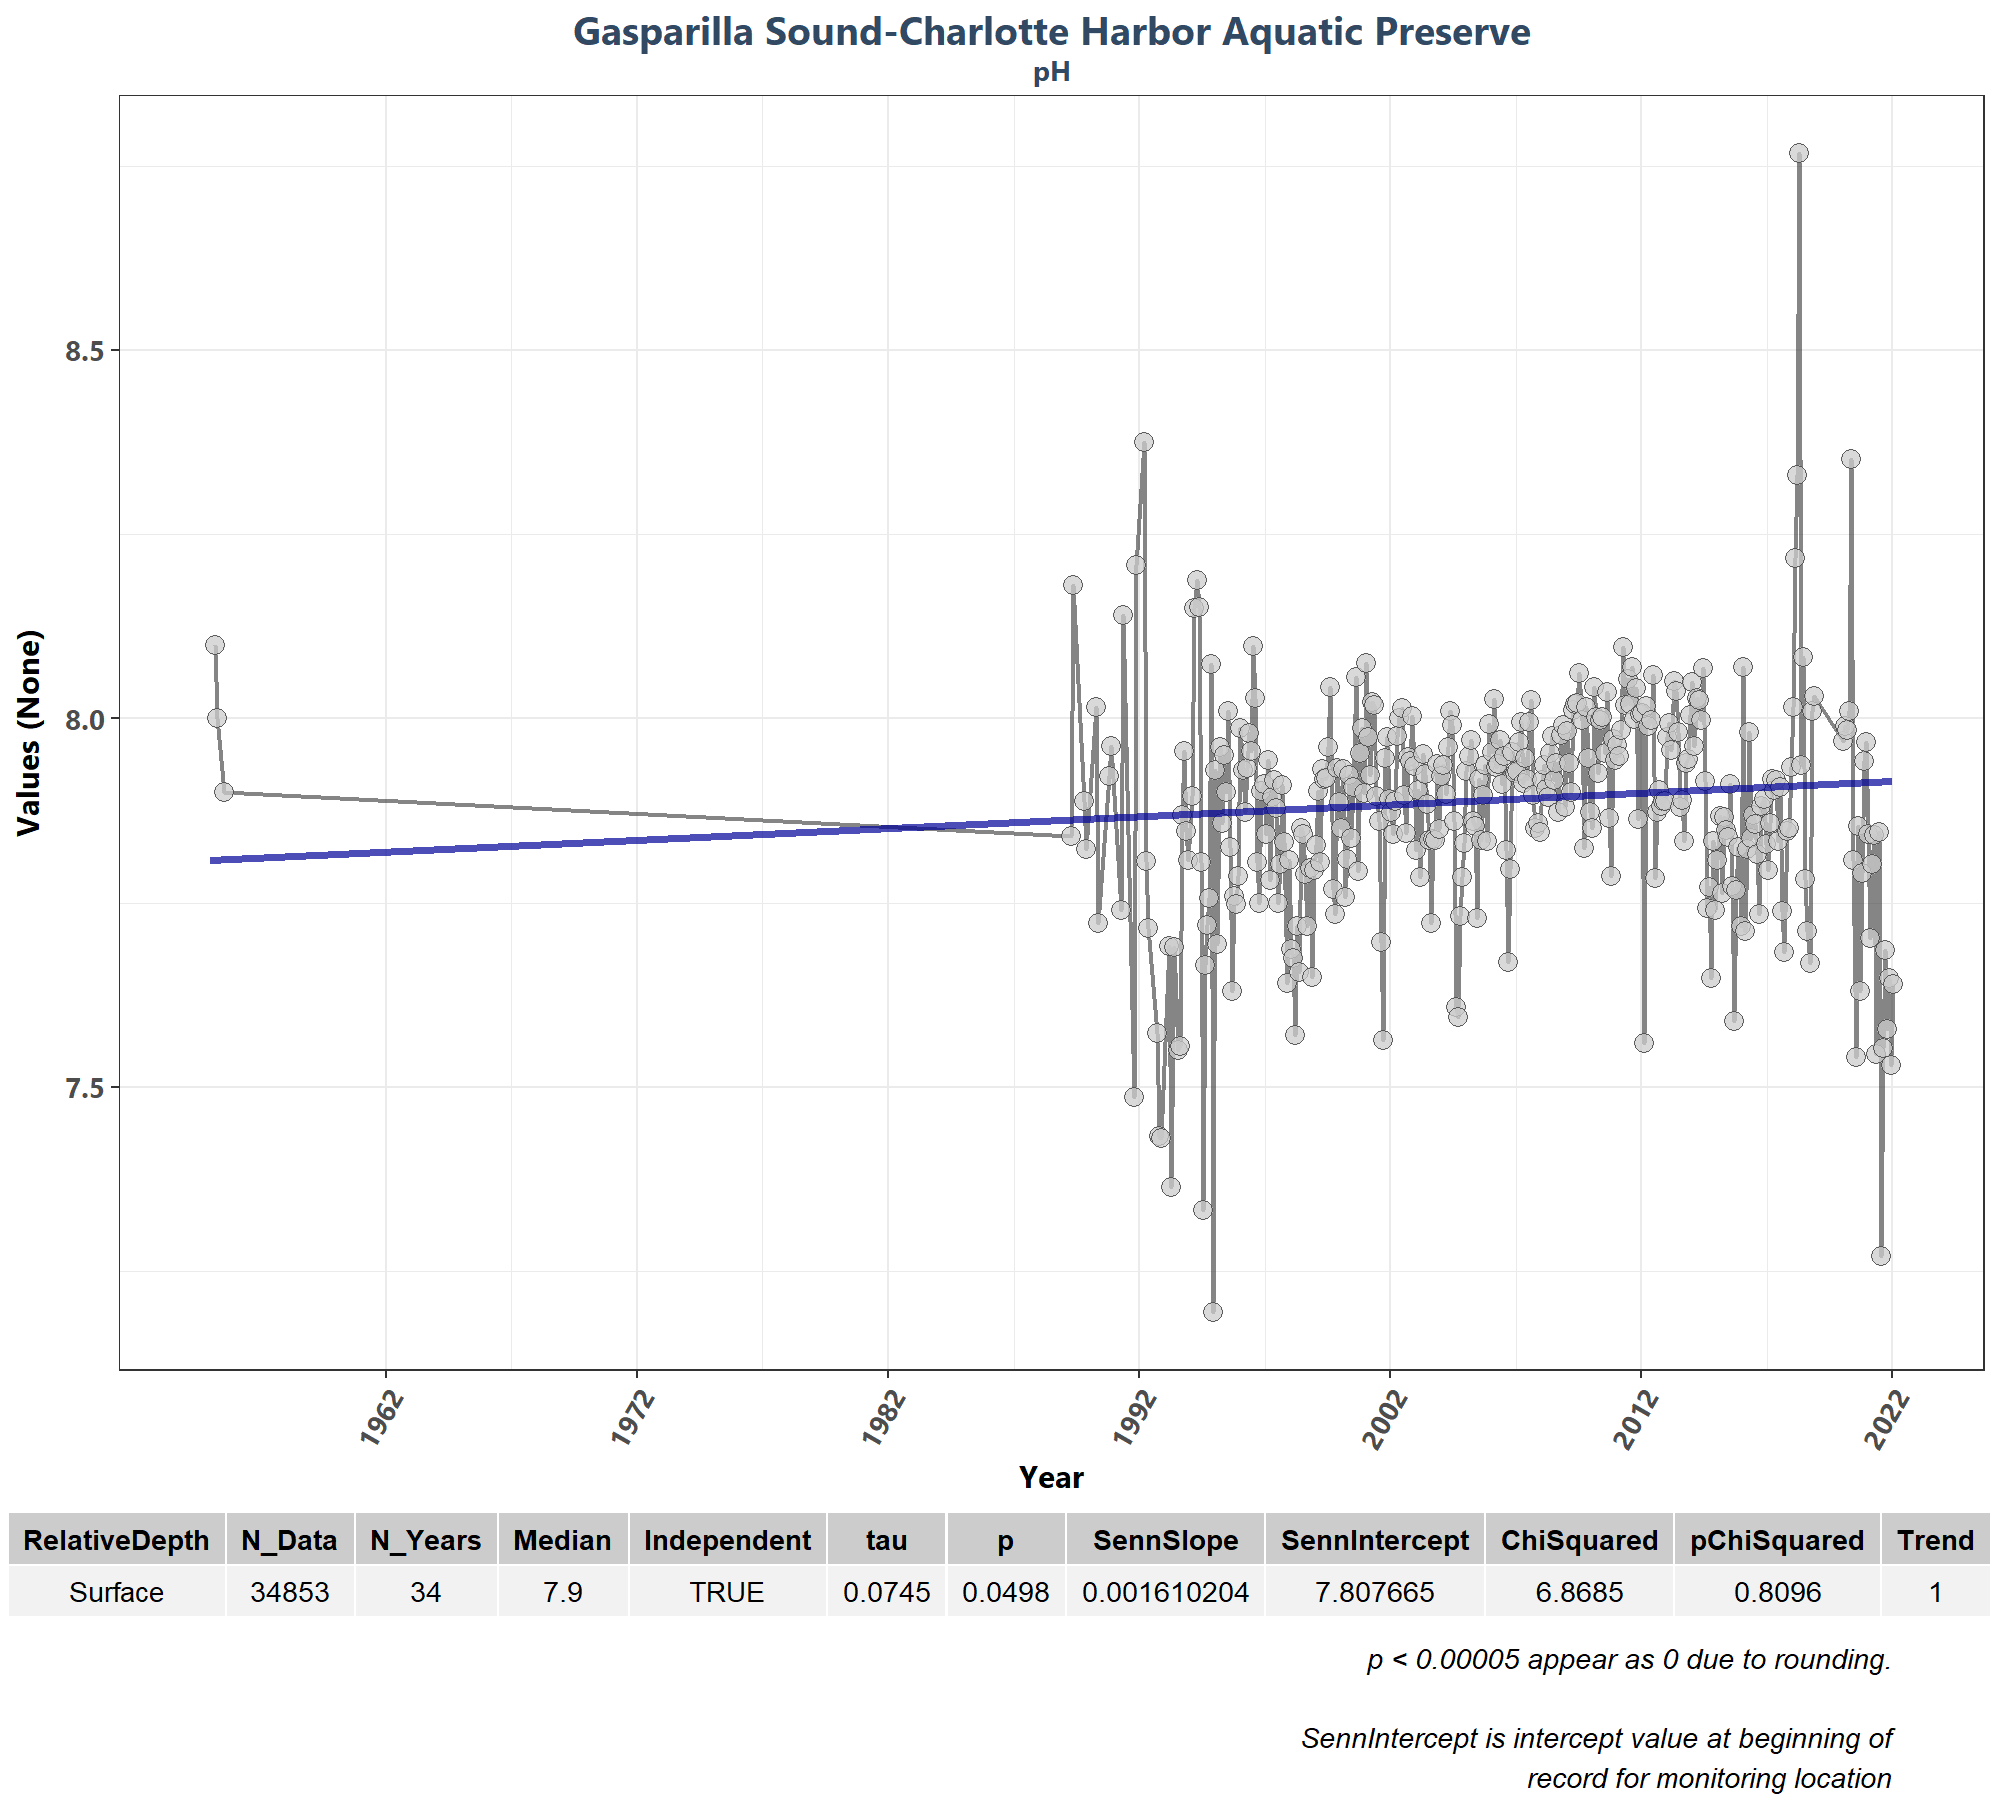 Gasparilla Sound-Charlotte Harbor Aquatic Preserve
pH
Values (None)
8.5
8.0
7.5
1962 1972 1982 1992 2002 2012 2022
Year
RelativeDepth N_Data N_Years Median Independent tau p SennSlope SennIntercept ChiSquared pChiSquared Trend
Surface 34853 34 7.9 TRUE 0.0745 0.0498 0.001610204 7.807665 6.8685 0.8096 1
p < 0.00005 appear as 0 due to rounding.
SennIntercept is intercept value at beginning of
record for monitoring location